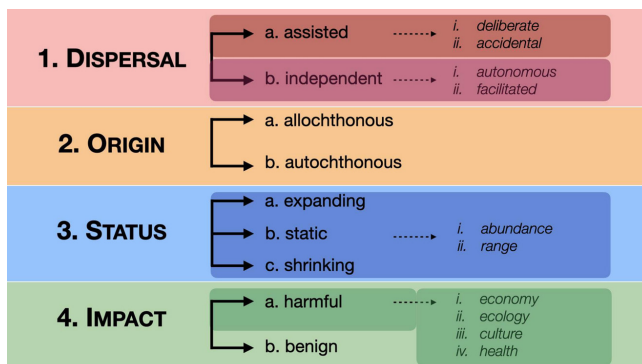 1. DISPERSAL
a. assisted
i. deliberate
ii. accidental
b. independent
i. autonomous
ii. facilitated
2. ORIGIN
a. allochthonous
b. autochthonous
3. STATUS
a. expanding
b. static
c. shrinking
i. abundance
ii. range
4. IMPACT
a. harmful
b. benign
i. economy
ii. ecology
iii. culture
iv. health